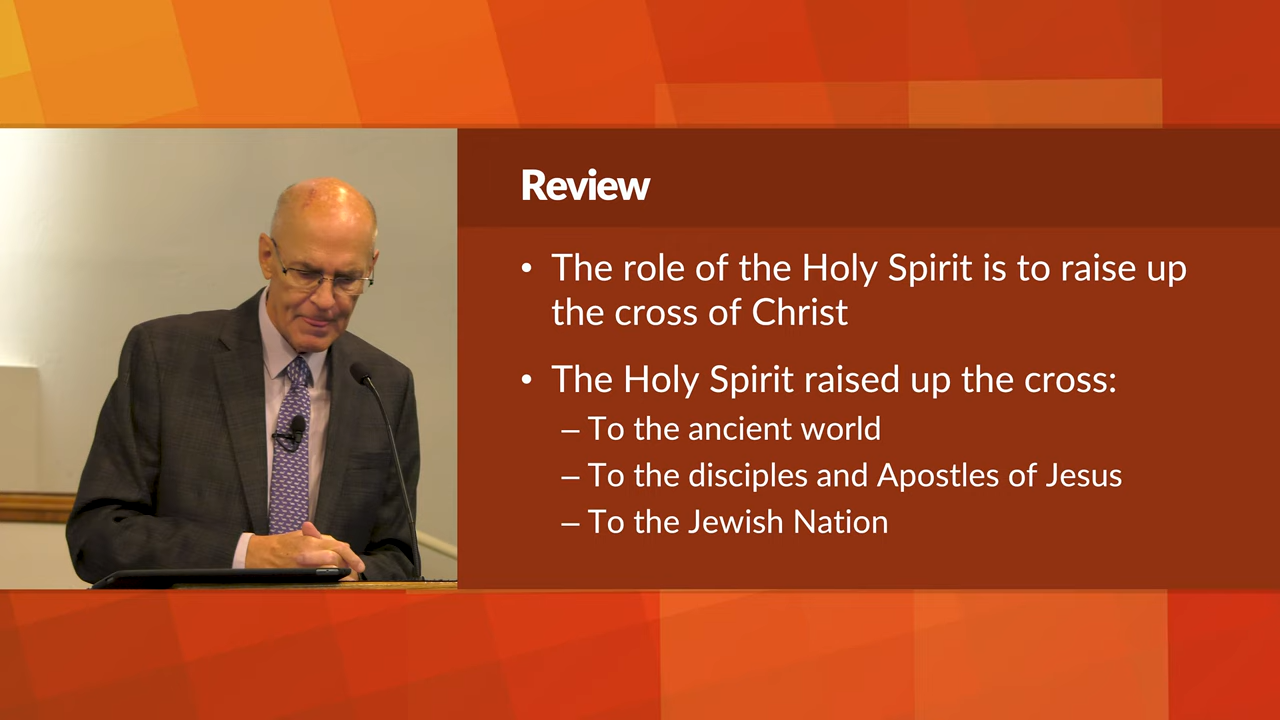 Review
• The role of the Holy Spirit is to raise up
the cross of Christ
• The Holy Spirit raised up the cross:
– To the ancient world
– To the disciples and Apostles of Jesus
– To the Jewish Nation